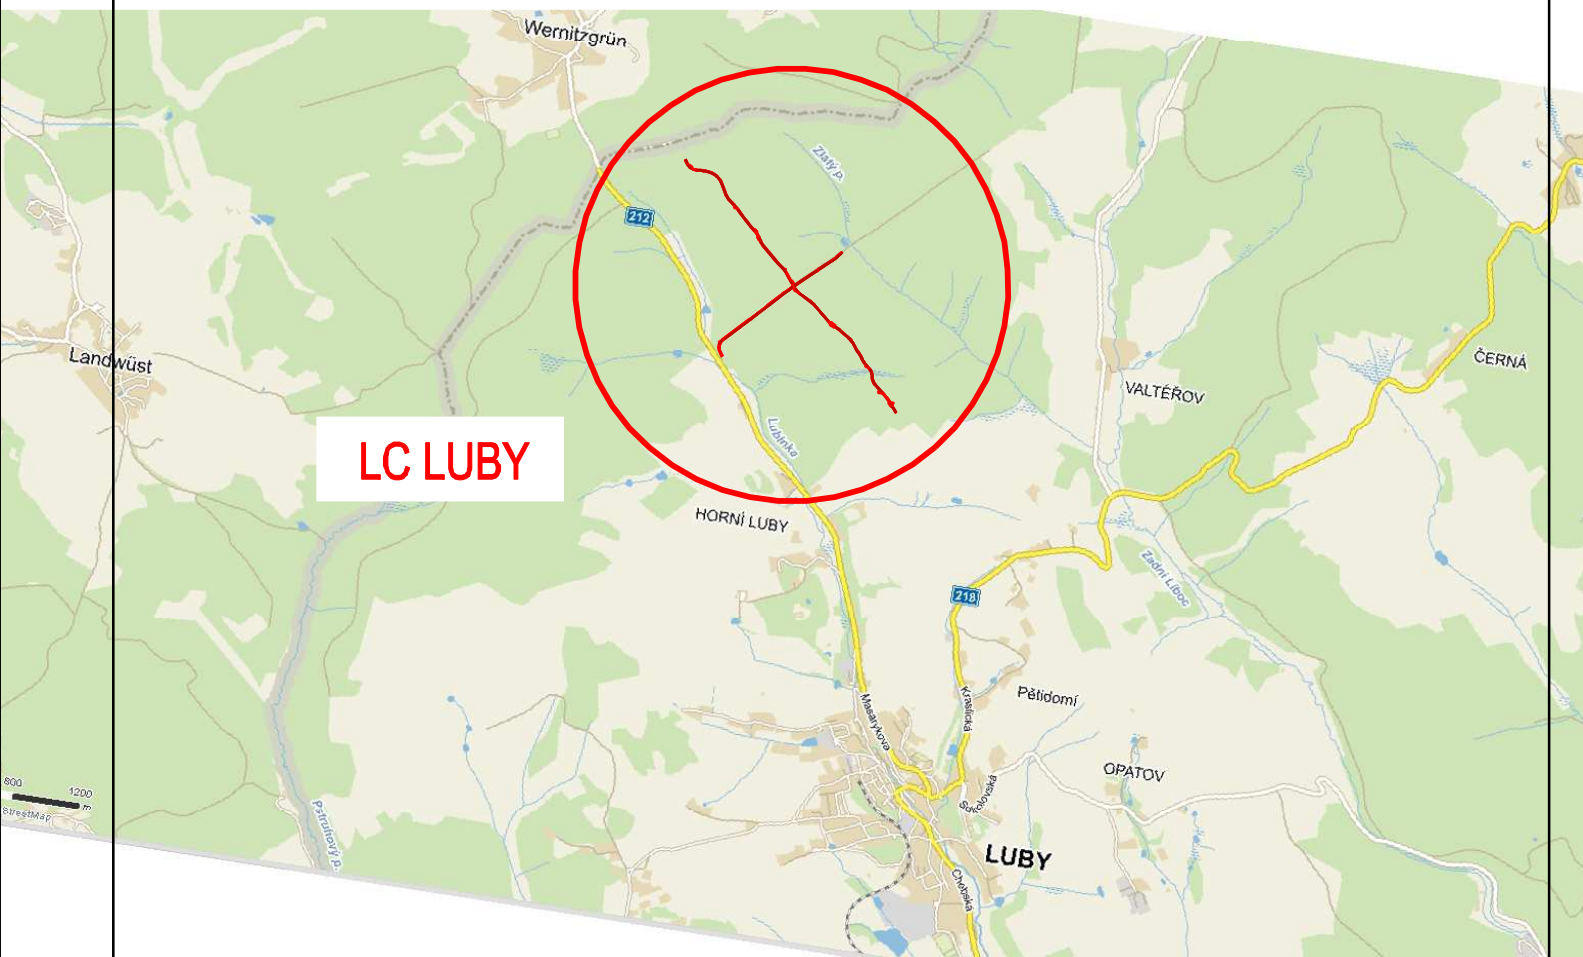 Wernitzgrün
Zlatý p.
212
Landwüst
ČERNÁ
VALTÉŘOV
Lubinka
LC LUBY
HORNÍ LUBY
Zadní Liboc
218
Pětidomí
Kraslická
Masarykova
OPATOV
800
1200
m
StreetMap
Sokolovská
Pstruhový p.
LUBY
Chebská